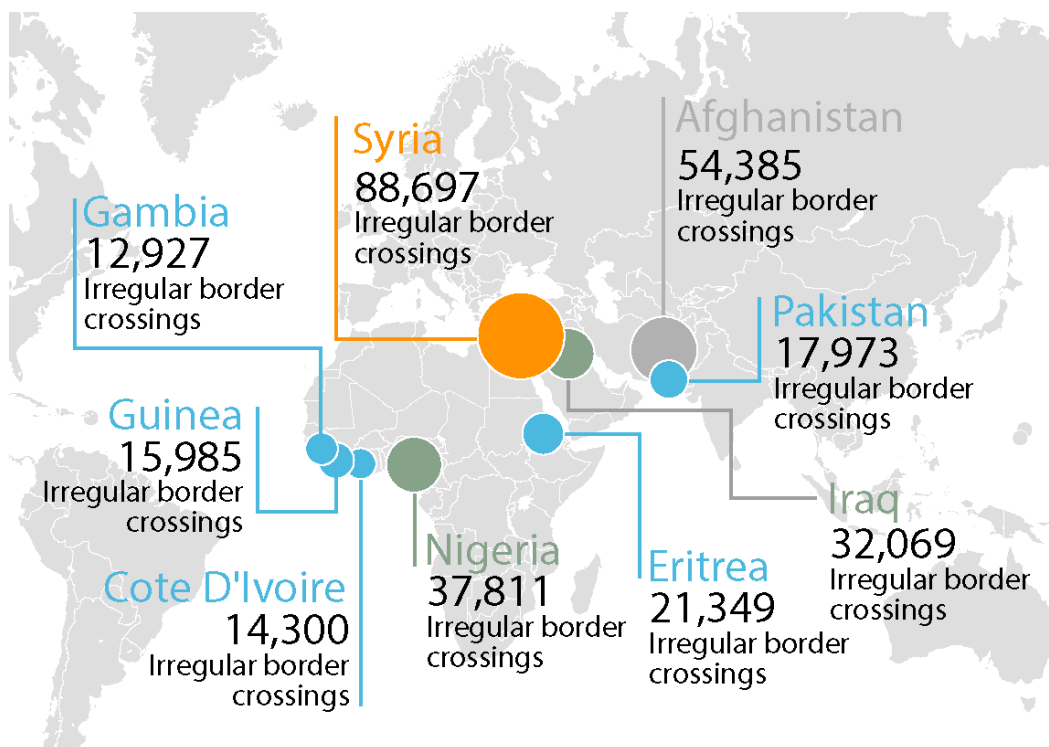 Syria
88,697
Irregular border
crossings
Afghanistan
54,385
Irregular border
crossings
Gambia
12,927
Irregular border
crossings
Pakistan
17,973
Irregular border
crossings
Guinea
15,985
Irregular border
crossings
Iraq
32,069
Irregular border
crossings
Nigeria
37,811
Irregular border
crossings
Eritrea
21,349
Irregular border
crossings
Cote D'Ivoire
14,300
Irregular border
crossings